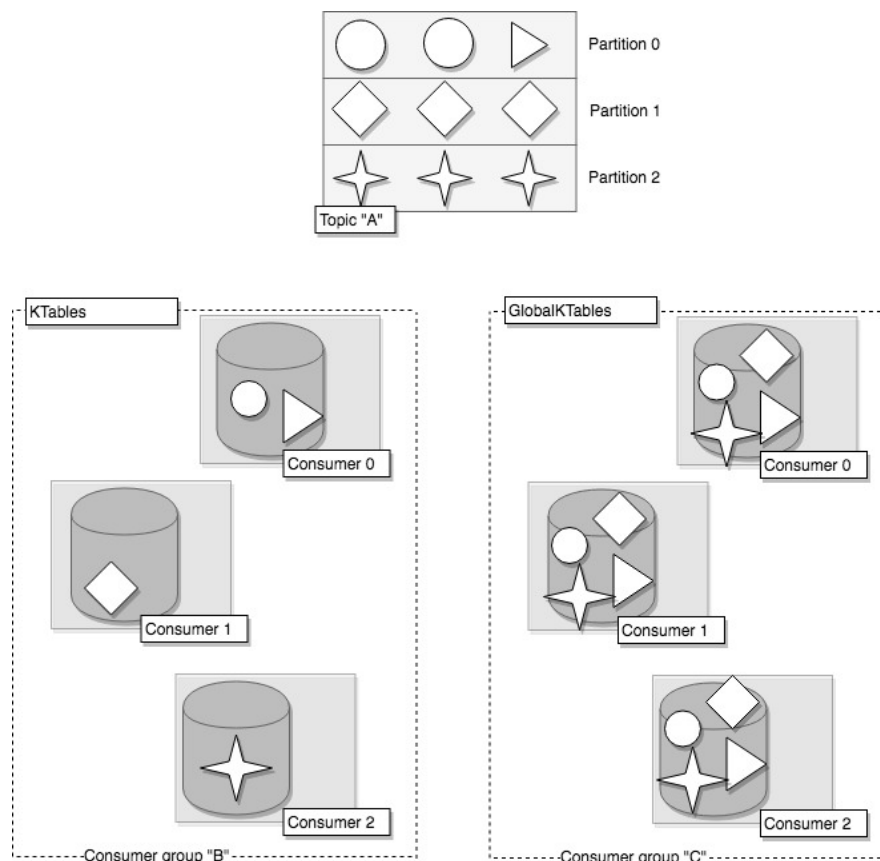 Partition 0
Partition 1
Partition 2
Topic "A"
KTables
Consumer 0
Consumer 1
Consumer 2
Consumer group "B"
GlobalKTables
Consumer 0
Consumer 1
Consumer 2
Consumer group "C"